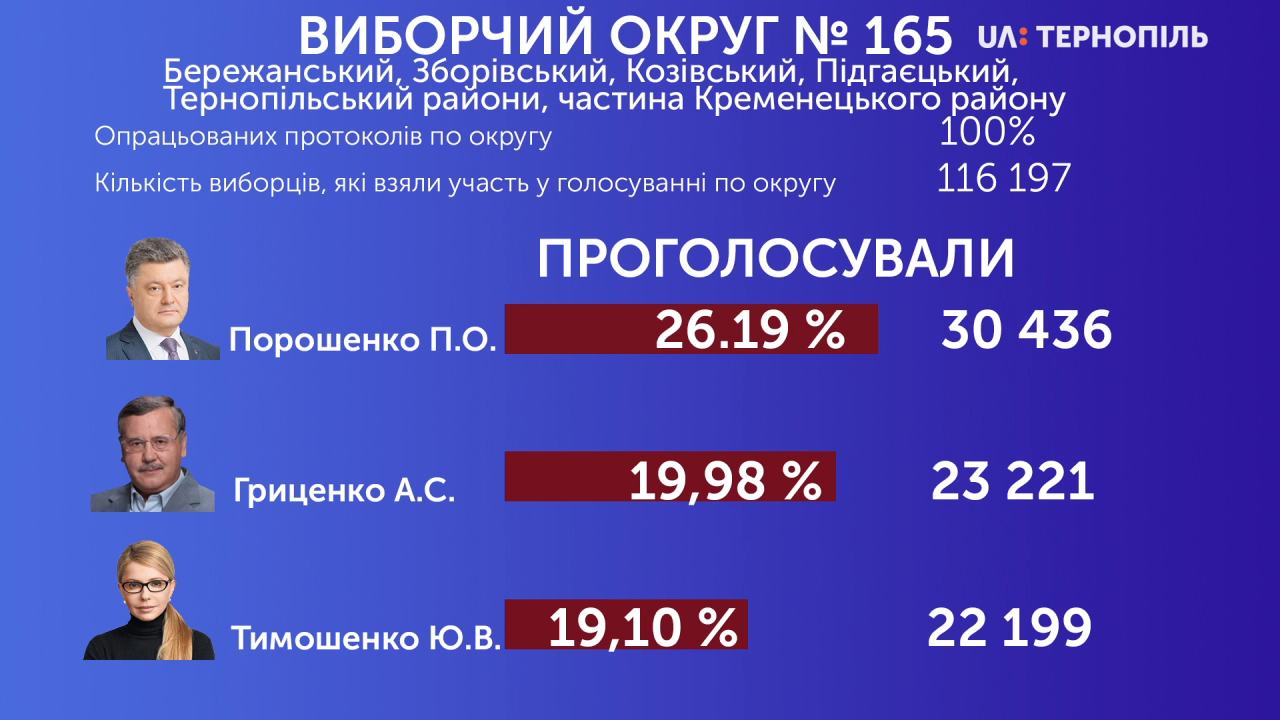 ВИБОРЧИЙ ОКРУГ № 165
UA: ТЕРНОПІЛЬ
Бережанський, Зборівський, Козівський, Підгаєцький,
Тернопільський райони, частина Кременецького району
Опрацьованих протоколів по округу 100%
Кількість виборців, які взяли участь у голосуванні по округу 116 197
ПРОГОЛОСУВАЛИ
Порошенко П.О. 26.19 % 30 436
Гриценко А.С. 19,98 % 23 221
Тимошенко Ю.В. 19,10 % 22 199